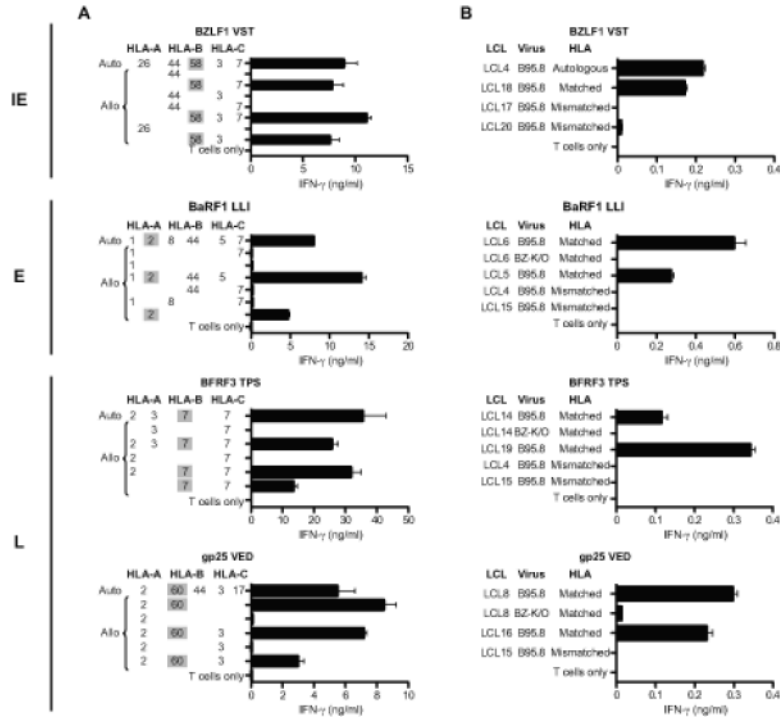 A
B
BZLF1 VST
HLA-A HLA-B HLA-C
Auto 26 44 58 3 7
44 7
58 7
44 3
44 7
58 3 7
26
58 3
T cells only
Allo
IE
0 5 10 15
IFN-γ (ng/ml)
BZLF1 VST
LCL Virus HLA
LCL4 B95.8 Autologous
LCL18 B95.8 Matched
LCL17 B95.8 Mismatched
LCL20 B95.8 Mismatched
T cells only
0 0.1 0.2 0.3 0.4
IFN-γ (ng/ml)
BaRF1 LLI
HLA-A HLA-B HLA-C
Auto 1 2 8 44 5 7
1 7
1
1 2 44 5
44 7
1 8 7
2
T cells only
Allo
E
0 5 10 15 20
IFN-γ (ng/ml)
BaRF1 LLI
LCL Virus HLA
LCL6 B95.8 Matched
LCL6 BZ-K/O Matched
LCL5 B95.8 Matched
LCL4 B95.8 Mismatched
LCL15 B95.8 Mismatched
T cells only
0 0.2 0.4 0.6 0.8
IFN-γ (ng/ml)
BFRF3 TPS
HLA-A HLA-B HLA-C
Auto 2 3 7 7
3 7
2 3 7 7
2 7
2 7 7
7 7
T cells only
Allo
0 10 20 30 40 50
IFN-γ (ng/ml)
BFRF3 TPS
LCL Virus HLA
LCL14 B95.8 Matched
LCL14 BZ-K/O Matched
LCL19 B95.8 Matched
LCL4 B95.8 Mismatched
LCL15 B95.8 Mismatched
T cells only
0 0.1 0.2 0.3 0.4
IFN-γ (ng/ml)
L
gp25 VED
HLA-A HLA-B HLA-C
Auto 2 60 44 3 17
2 60
2
2 60 3
2 3
2 60 3
T cells only
Allo
0 2 4 6 8 10
IFN-γ (ng/ml)
gp25 VED
LCL Virus HLA
LCL8 B95.8 Matched
LCL8 BZ-K/O Matched
LCL16 B95.8 Matched
LCL15 B95.8 Mismatched
T cells only
0 0.1 0.2 0.3 0.4
IFN-γ (ng/ml)